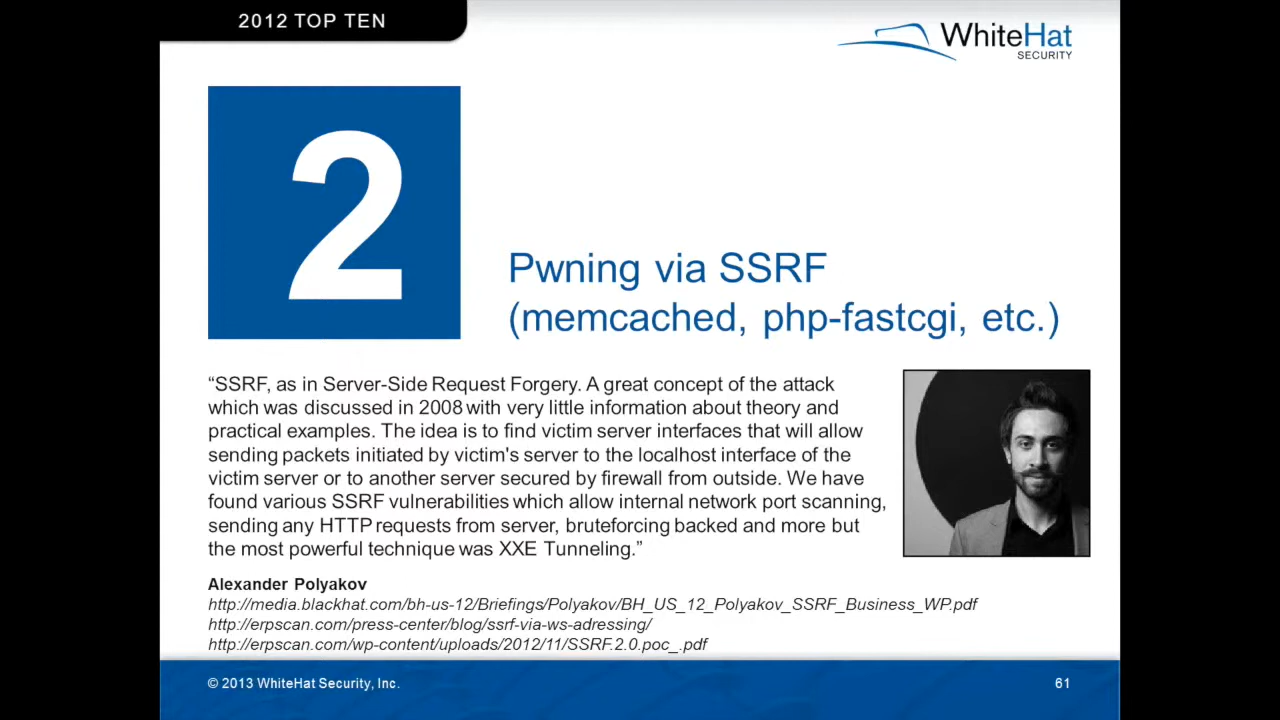 2012 TOP TEN
WhiteHat
SECURITY
2
Pwning via SSRF
(memcached, php-fastcgi, etc.)
“SSRF, as in Server-Side Request Forgery. A great concept of the attack
which was discussed in 2008 with very little information about theory and
practical examples. The idea is to find victim server interfaces that will allow
sending packets initiated by victim's server to the localhost interface of the
victim server or to another server secured by firewall from outside. We have
found various SSRF vulnerabilities which allow internal network port scanning,
sending any HTTP requests from server, bruteforcing backed and more but
the most powerful technique was XXE Tunneling.”
Alexander Polyakov
http://media.blackhat.com/bh-us-12/Briefings/Polyakov/BH_US_12_Polyakov_SSRF_Business_WP.pdf
http://erpscan.com/press-center/blog/ssrf-via-ws-adressing/
http://erpscan.com/wp-content/uploads/2012/11/SSRF.2.0.poc_.pdf
© 2013 WhiteHat Security, Inc.
61